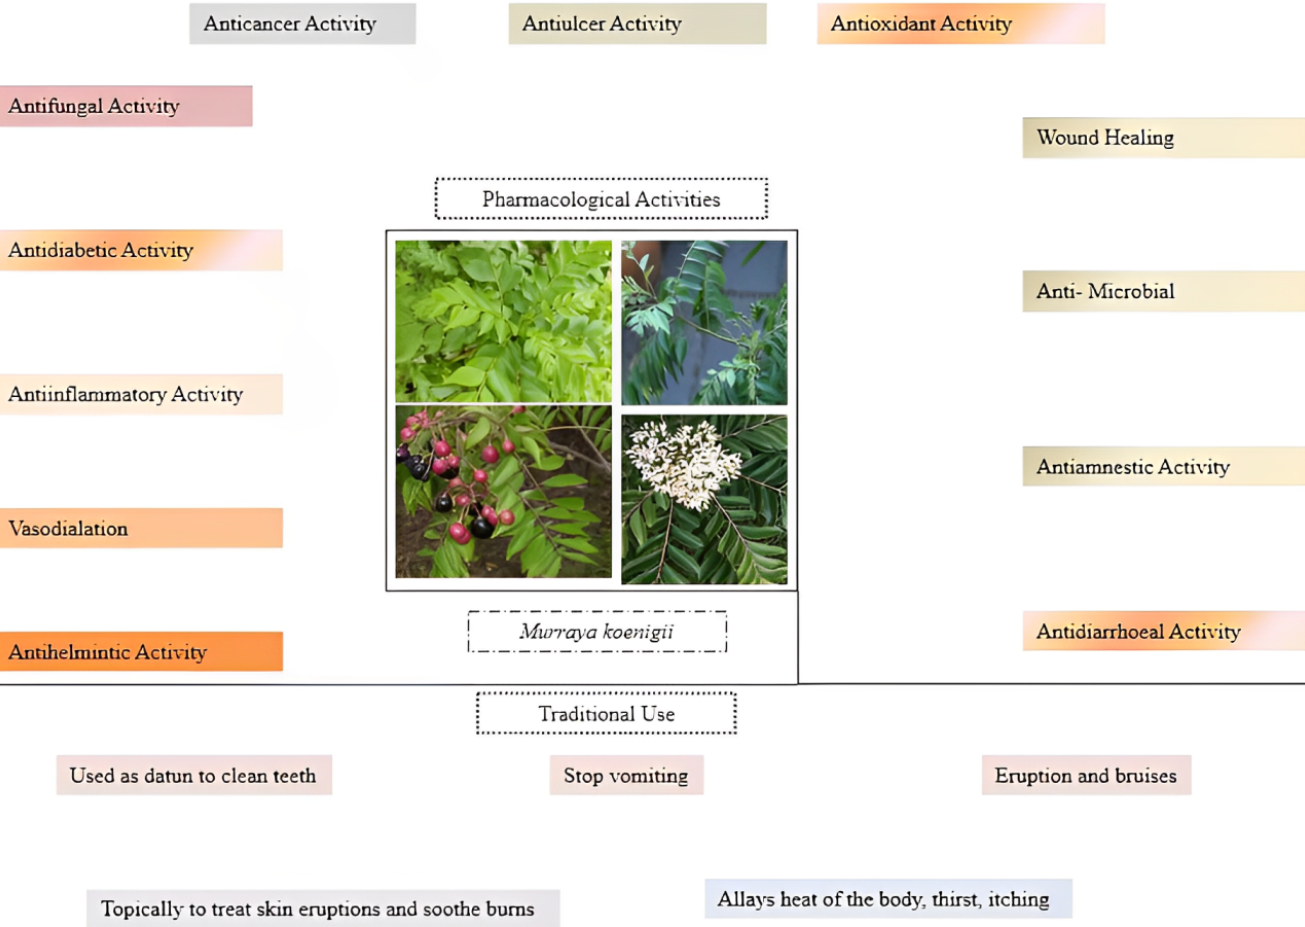 Anticancer Activity
Antiulcer Activity
Antioxidant Activity
Antifungal Activity
Wound Healing
Pharmacological Activities
Antidiabetic Activity
Anti- Microbial
Antiinflammatory Activity
Antiamnestic Activity
Vasodialation
Murraya koenigii
Antidiarrhoeal Activity
Antihelmintic Activity
Traditional Use
Used as datun to clean teeth
Stop vomiting
Eruption and bruises
Topically to treat skin eruptions and soothe burns
Allays heat of the body, thirst, itching